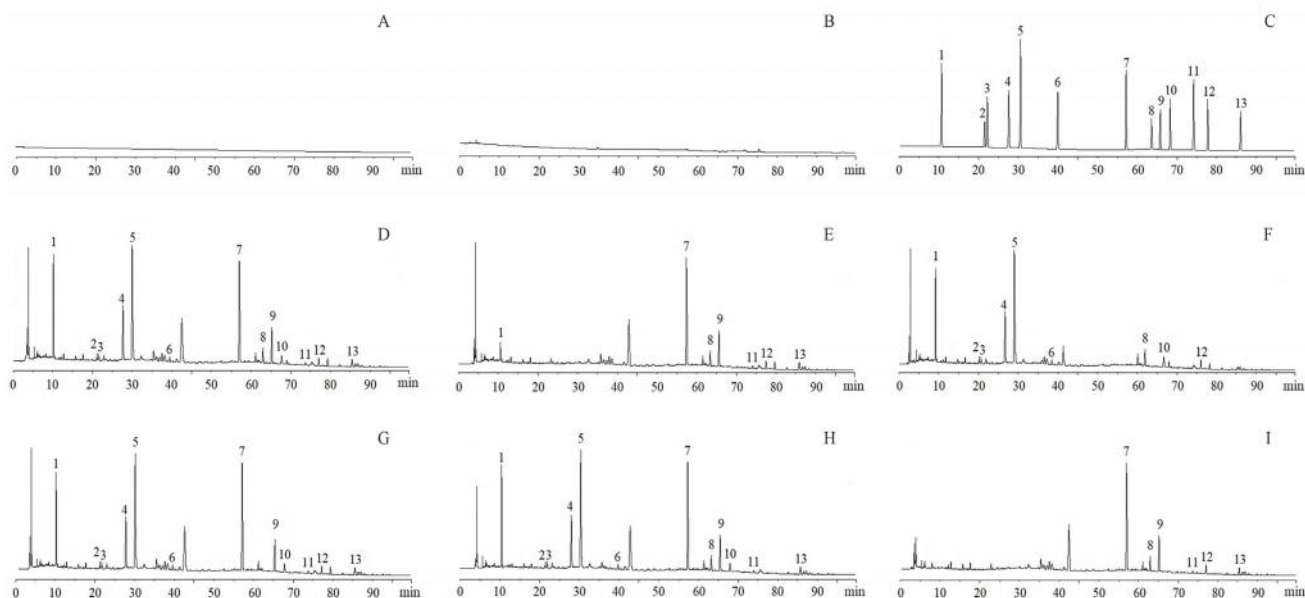 A
0 10 20 30 40 50 60 70 80 90 min
B
0 10 20 30 40 50 60 70 80 90 min
C
1 2 3 4 5 6 7 8 9 10 11 12 13
0 10 20 30 40 50 60 70 80 90 min
D
1 2 3 4 5 6 7 8 9 10 11 12 13
0 10 20 30 40 50 60 70 80 90 min
E
1 7 8 9 11 12 13
0 10 20 30 40 50 60 70 80 90 min
F
1 2 3 4 5 6 8 10 12
0 10 20 30 40 50 60 70 80 90 min
G
1 2 3 4 5 6 7 9 10 11 12 13
0 10 20 30 40 50 60 70 80 90 min
H
1 2 3 4 5 6 7 8 9 10 11 13
0 10 20 30 40 50 60 70 80 90 min
I
7 8 9 11 12 13
0 10 20 30 40 50 60 70 80 90 min